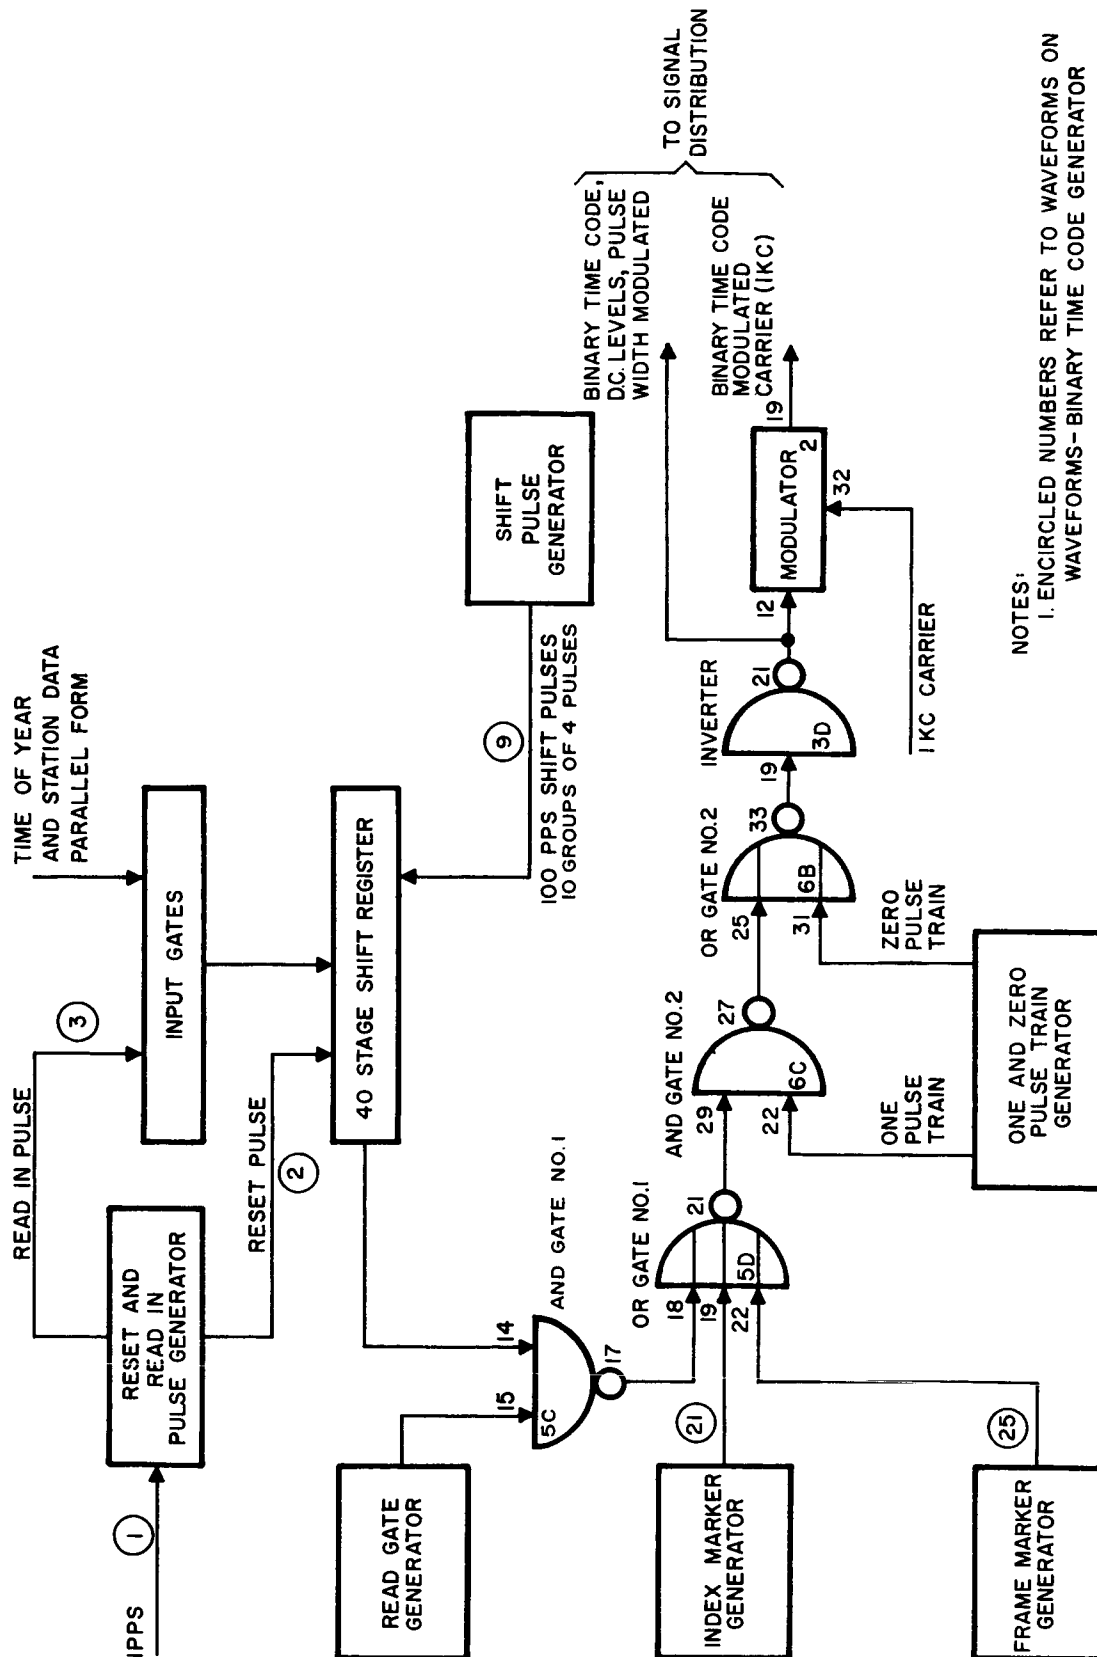 1PPS
1
RESET AND
READ IN
PULSE GENERATOR
READ IN PULSE
3
RESET PULSE
2
TIME OF YEAR
AND STATION DATA
PARALLEL FORM
INPUT GATES
40 STAGE SHIFT REGISTER
9
100 PPS SHIFT PULSES
10 GROUPS OF 4 PULSES
SHIFT
PULSE
GENERATOR
READ GATE
GENERATOR
15
14
5C
17
AND GATE NO.1
INDEX MARKER
GENERATOR
21
FRAME MARKER
GENERATOR
25
OR GATE NO.1
18
19
22
5D
21
AND GATE NO.2
29
22
6C
27
ONE
PULSE
TRAIN
ZERO
PULSE
TRAIN
ONE AND ZERO
PULSE TRAIN
GENERATOR
OR GATE NO.2
25
31
6B
33
INVERTER
19
3D
21
12
MODULATOR
2
19
32
1 KC CARRIER
BINARY TIME CODE,
D.C. LEVELS, PULSE
WIDTH MODULATED
BINARY TIME CODE
MODULATED
CARRIER (1KC)
TO SIGNAL
DISTRIBUTION
NOTES:
1. ENCIRCLED NUMBERS REFER TO WAVEFORMS ON
WAVEFORMS-BINARY TIME CODE GENERATOR